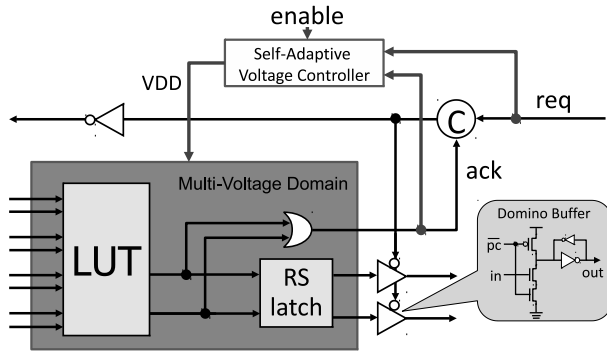 enable
Self-Adaptive
Voltage Controller
VDD
req
C
ack
Multi-Voltage Domain
LUT
RS
latch
Domino Buffer
pc
in
out